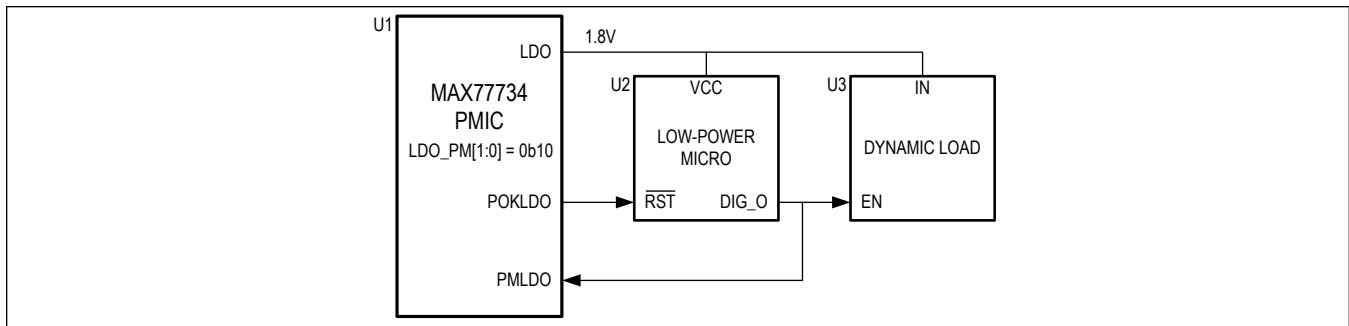 U1
LDO
1.8V
MAX77734
PMIC
LDO_PM[1:0] = 0b10
POKLDO
PMLDO
U2
VCC
LOW-POWER
MICRO
RST
DIG_O
U3
IN
DYNAMIC LOAD
EN